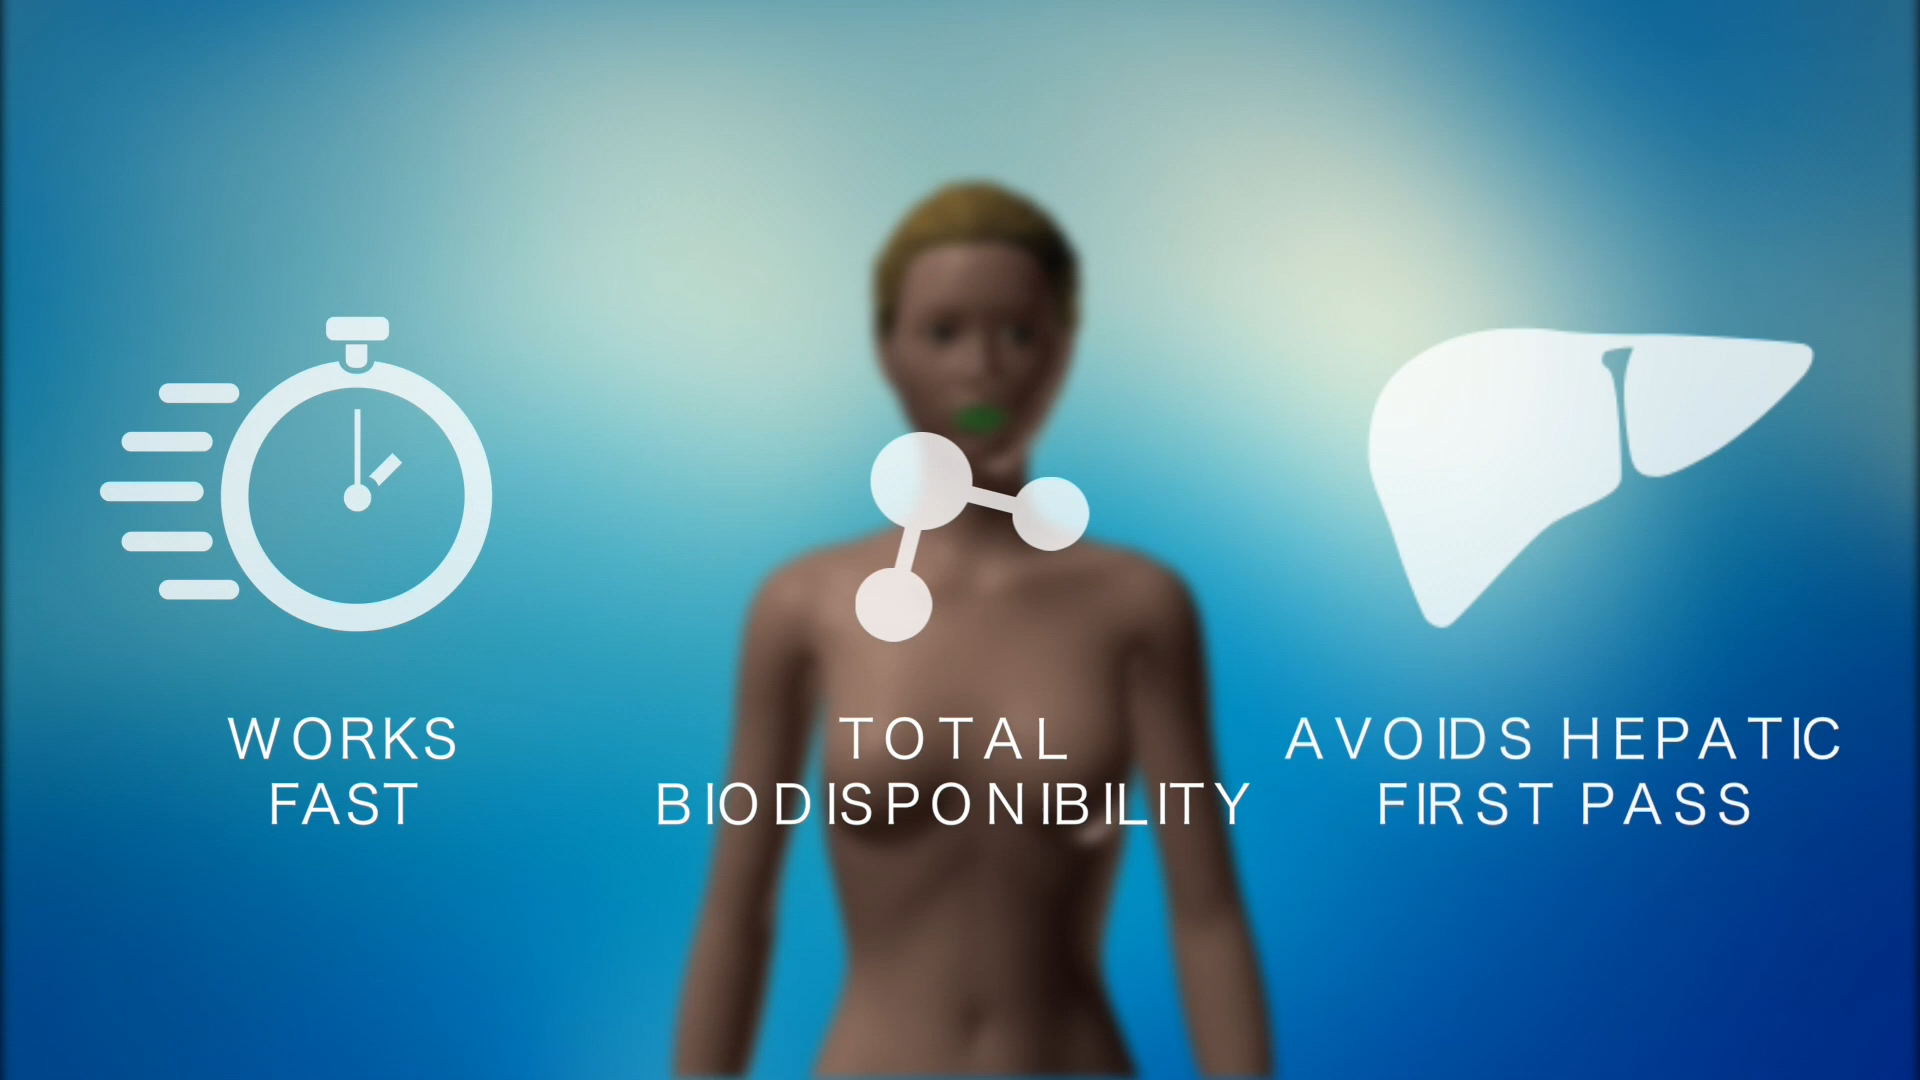 WORKS
FAST
TOTAL
BIODISPONIBILITY
AVOIDS HEPATIC
FIRST PASS